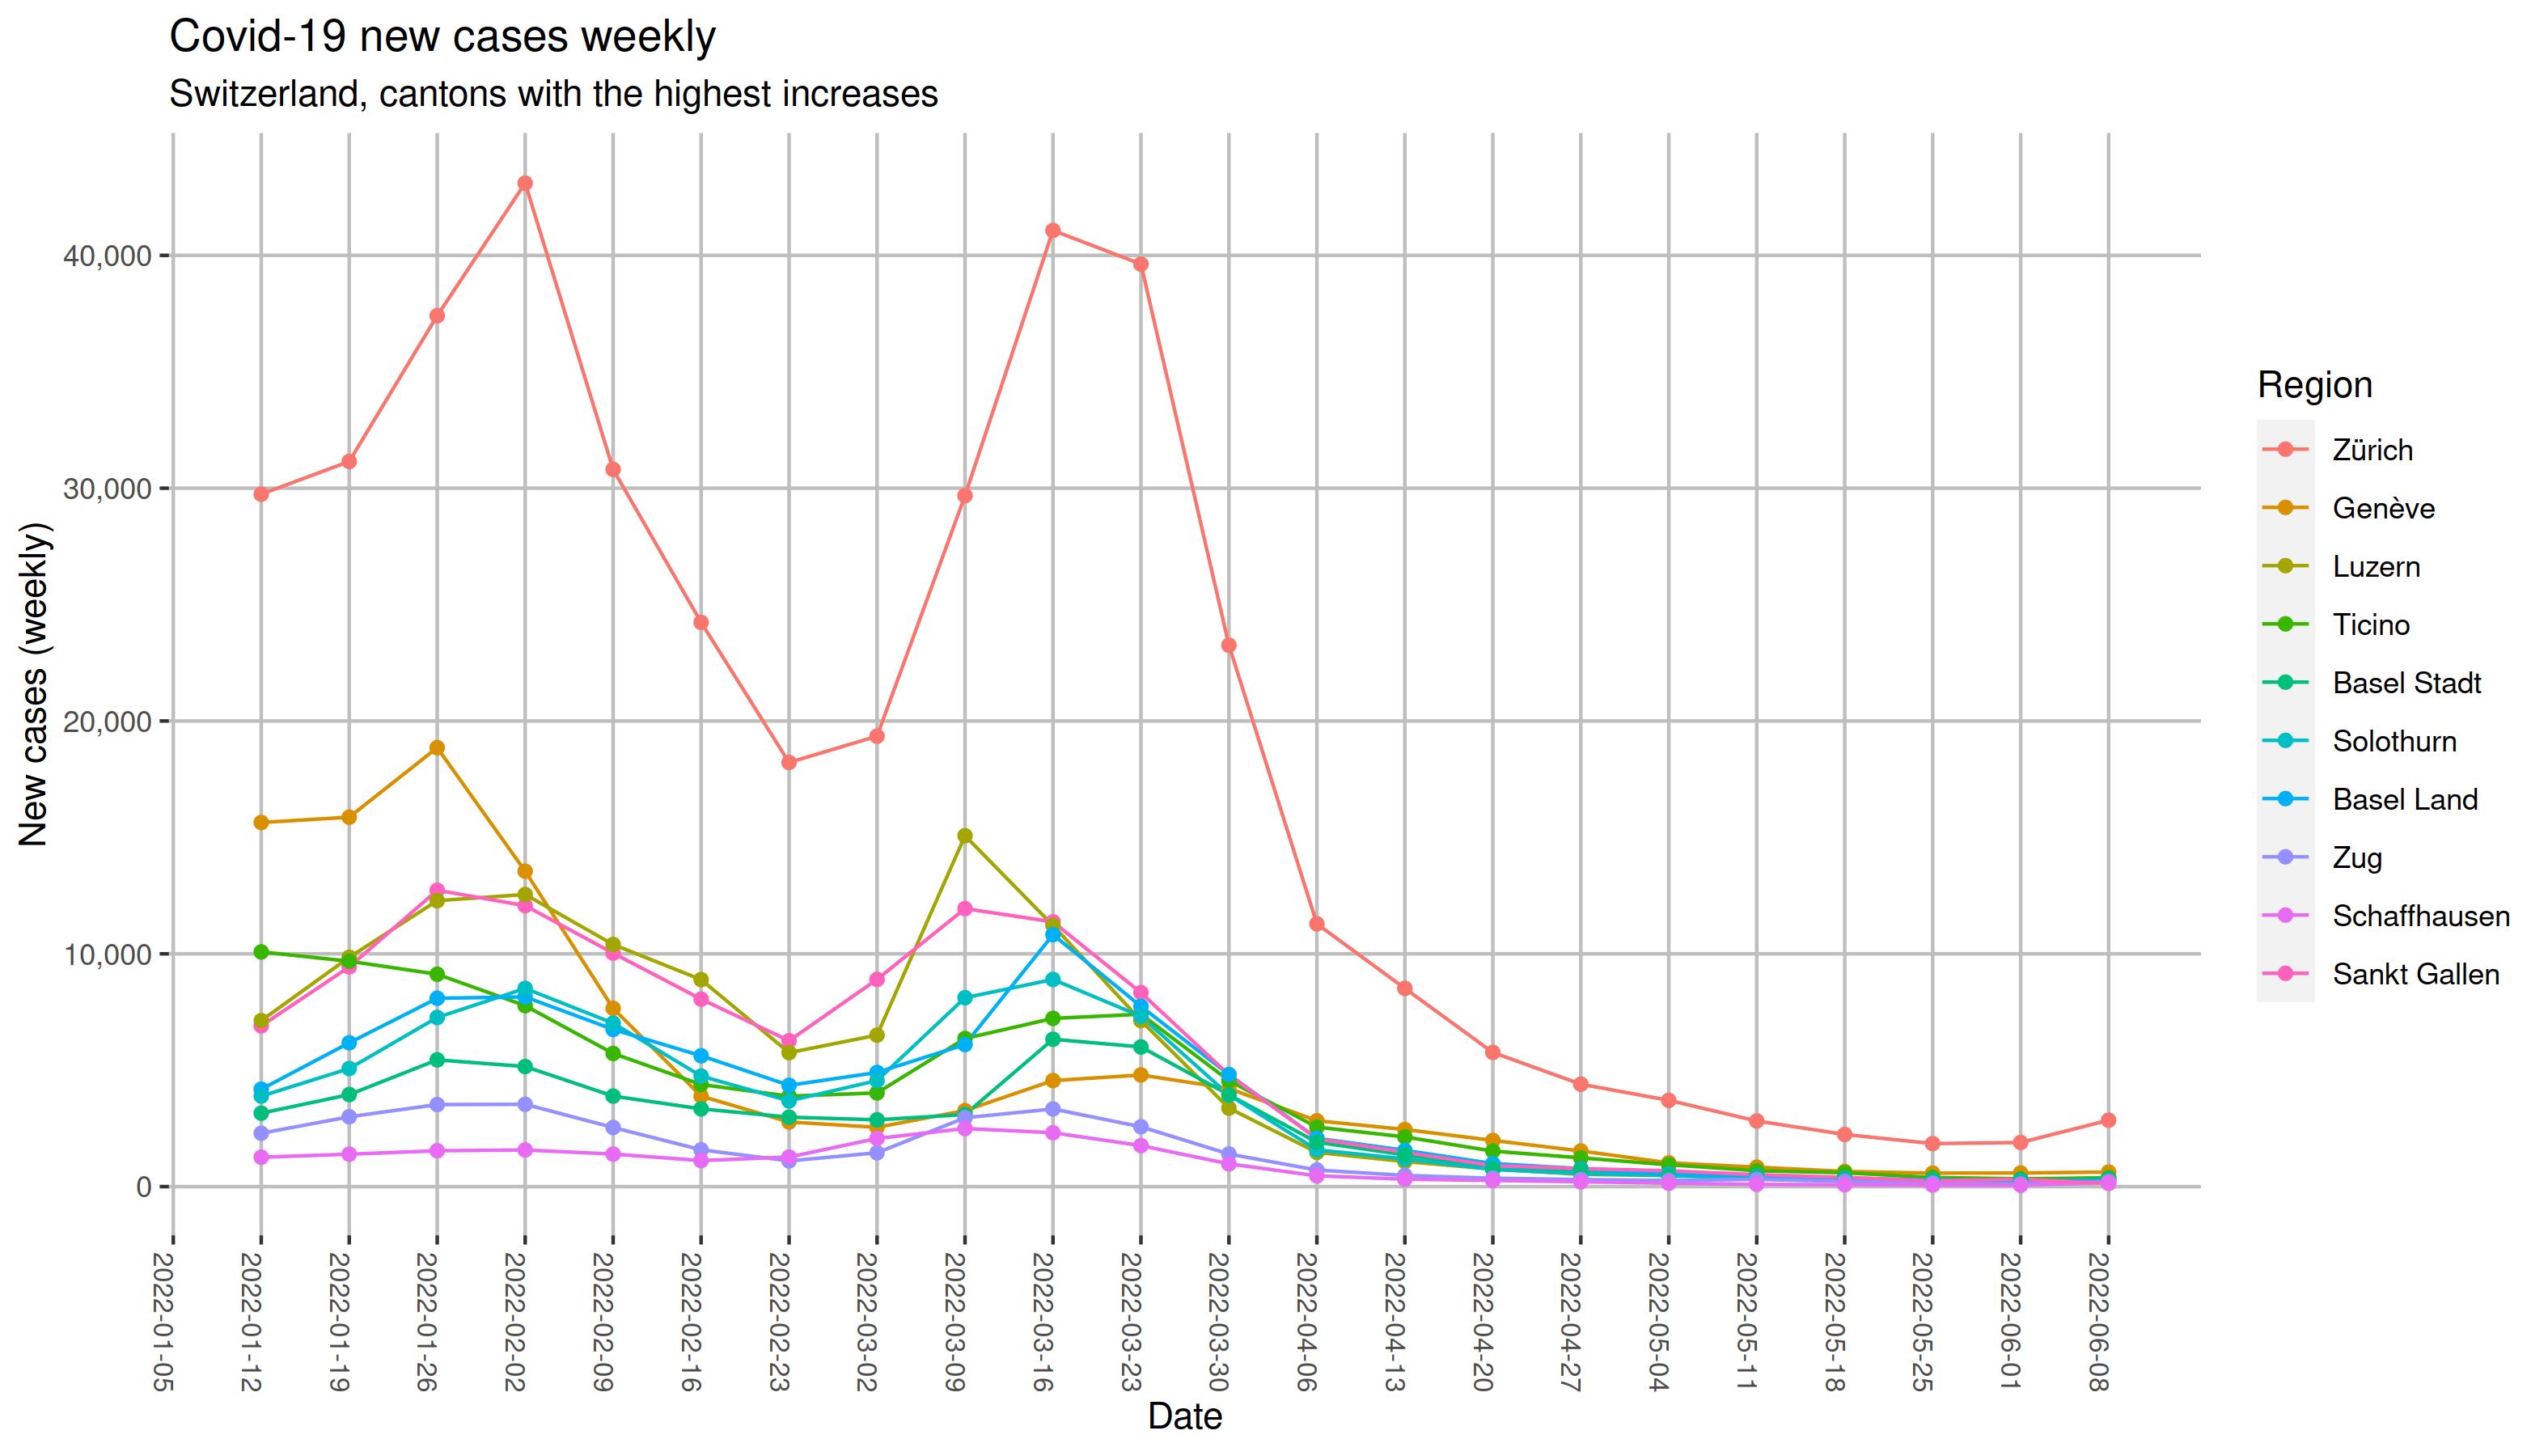 Covid-19 new cases weekly
Switzerland, cantons with the highest increases
New cases (weekly)
40,000
30,000
20,000
10,000
0
2022-01-05
2022-01-12
2022-01-19
2022-01-26
2022-02-02
2022-02-09
2022-02-16
2022-02-23
2022-03-02
2022-03-09
2022-03-16
2022-03-23
2022-03-30
2022-04-06
2022-04-13
2022-04-20
2022-04-27
2022-05-04
2022-05-11
2022-05-18
2022-05-25
2022-06-01
2022-06-08
Date
Region
Zürich
Genève
Luzern
Ticino
Basel Stadt
Solothurn
Basel Land
Zug
Schaffhausen
Sankt Gallen